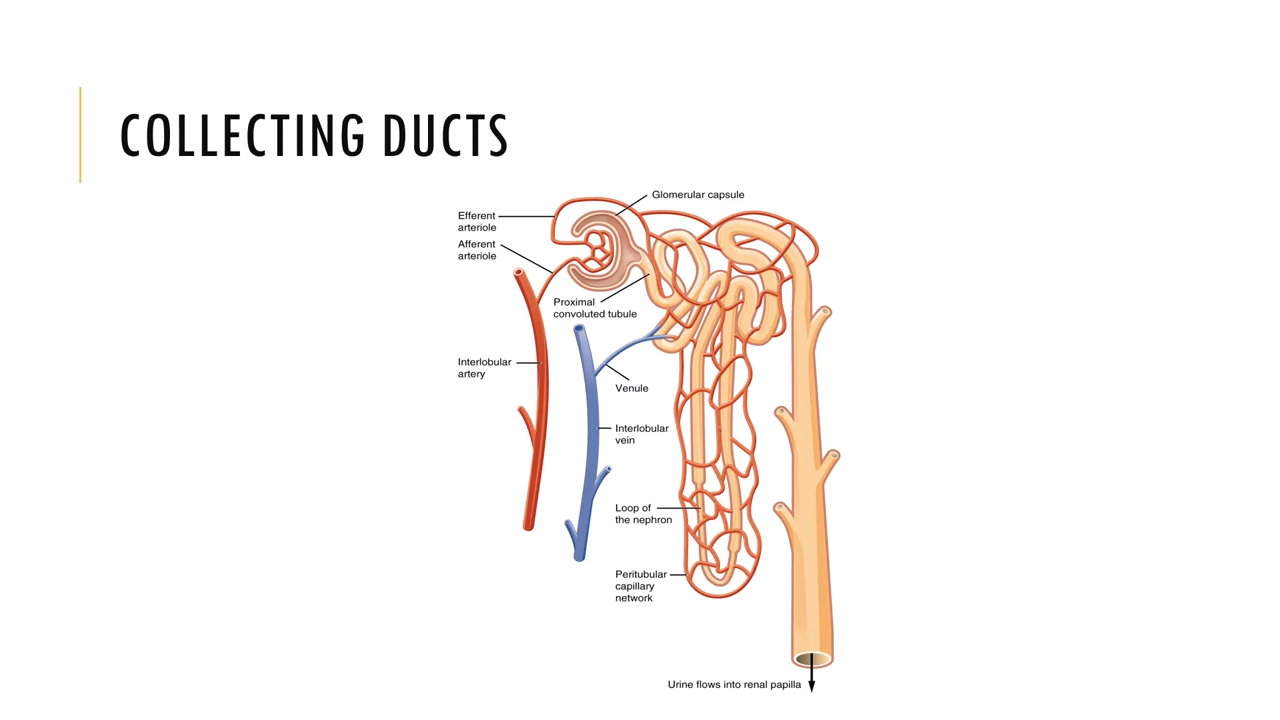 COLLECTING DUCTS
Glomerular capsule
Efferent
arteriole
Afferent
arteriole
Proximal
convoluted tubule
Interlobular
artery
Venule
Interlobular
vein
Loop of
the nephron
Peritubular
capillary
network
Urine flows into renal papilla